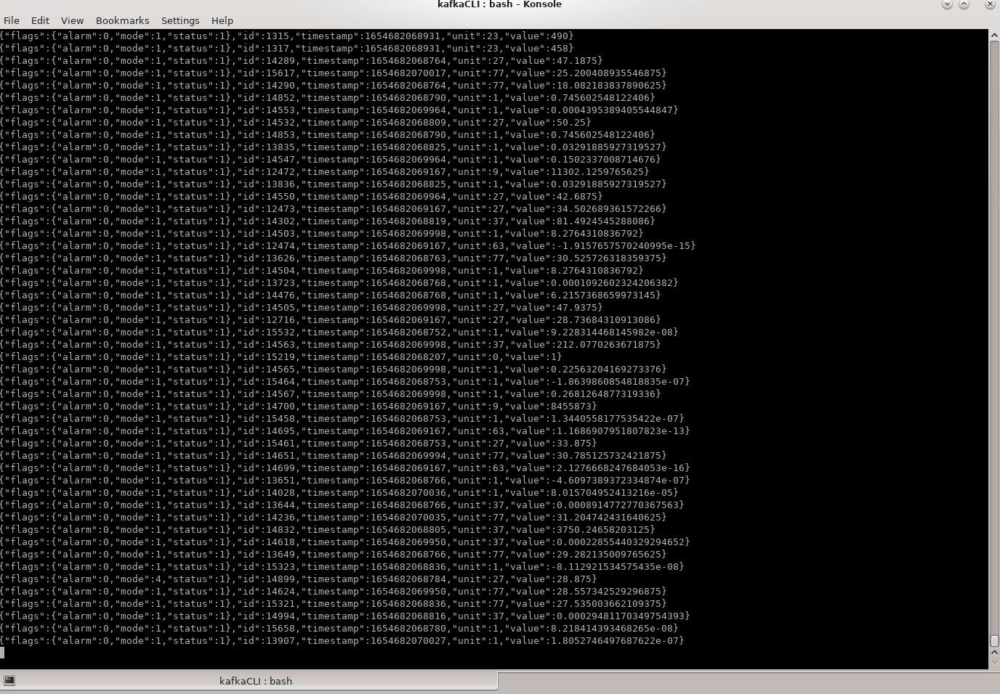 kafkaCLI : bash – Konsole
File Edit View Bookmarks Settings Help
{"flags":{"alarm":0,"mode":1,"status":1},"id":1315,"timestamp":1654682068931,"unit":23,"value":490}
{"flags":{"alarm":0,"mode":1,"status":1},"id":1317,"timestamp":1654682068931,"unit":23,"value":458}
{"flags":{"alarm":0,"mode":1,"status":1},"id":14289,"timestamp":1654682068764,"unit":27,"value":47.1875}
{"flags":{"alarm":0,"mode":1,"status":1},"id":15617,"timestamp":1654682070017,"unit":77,"value":25.200408935546875}
{"flags":{"alarm":0,"mode":1,"status":1},"id":14290,"timestamp":1654682068764,"unit":77,"value":18.082183837890625}
{"flags":{"alarm":0,"mode":1,"status":1},"id":14852,"timestamp":1654682068790,"unit":1,"value":0.745602548122406}
{"flags":{"alarm":0,"mode":1,"status":1},"id":14553,"timestamp":1654682069964,"unit":1,"value":0.0004395389405544847}
{"flags":{"alarm":0,"mode":1,"status":1},"id":14532,"timestamp":1654682068809,"unit":27,"value":50.25}
{"flags":{"alarm":0,"mode":1,"status":1},"id":14853,"timestamp":1654682068790,"unit":1,"value":0.745602548122406}
{"flags":{"alarm":0,"mode":1,"status":1},"id":13835,"timestamp":1654682068825,"unit":1,"value":0.03291885927319527}
{"flags":{"alarm":0,"mode":1,"status":1},"id":14547,"timestamp":1654682069964,"unit":1,"value":0.1502337008714676}
{"flags":{"alarm":0,"mode":1,"status":1},"id":12472,"timestamp":1654682069167,"unit":9,"value":11302.1259765625}
{"flags":{"alarm":0,"mode":1,"status":1},"id":13836,"timestamp":1654682068825,"unit":1,"value":0.03291885927319527}
{"flags":{"alarm":0,"mode":1,"status":1},"id":14550,"timestamp":1654682069964,"unit":27,"value":42.6875}
{"flags":{"alarm":0,"mode":1,"status":1},"id":12473,"timestamp":1654682069167,"unit":27,"value":34.502689361572266}
{"flags":{"alarm":0,"mode":1,"status":1},"id":14302,"timestamp":1654682068819,"unit":37,"value":81.4924545288086}
{"flags":{"alarm":0,"mode":1,"status":1},"id":14503,"timestamp":1654682069998,"unit":1,"value":8.2764310836792}
{"flags":{"alarm":0,"mode":1,"status":1},"id":12474,"timestamp":1654682069167,"unit":63,"value":-1.9157657570240995e-15}
{"flags":{"alarm":0,"mode":1,"status":1},"id":13626,"timestamp":1654682068763,"unit":77,"value":30.525726318359375}
{"flags":{"alarm":0,"mode":1,"status":1},"id":14504,"timestamp":1654682069998,"unit":1,"value":8.2764310836792}
{"flags":{"alarm":0,"mode":1,"status":1},"id":13723,"timestamp":1654682068768,"unit":1,"value":0.0001092602324206382}
{"flags":{"alarm":0,"mode":1,"status":1},"id":14476,"timestamp":1654682068768,"unit":1,"value":6.2157368659973145}
{"flags":{"alarm":0,"mode":1,"status":1},"id":14505,"timestamp":1654682069998,"unit":27,"value":47.9375}
{"flags":{"alarm":0,"mode":1,"status":1},"id":12716,"timestamp":1654682069167,"unit":27,"value":28.73684310913086}
{"flags":{"alarm":0,"mode":1,"status":1},"id":15532,"timestamp":1654682068752,"unit":1,"value":9.228314468145982e-08}
{"flags":{"alarm":0,"mode":1,"status":1},"id":14563,"timestamp":1654682069998,"unit":37,"value":212.0770263671875}
{"flags":{"alarm":0,"mode":1,"status":1},"id":15219,"timestamp":1654682068207,"unit":0,"value":1}
{"flags":{"alarm":0,"mode":1,"status":1},"id":14565,"timestamp":1654682069998,"unit":1,"value":0.22563204169273376}
{"flags":{"alarm":0,"mode":1,"status":1},"id":15464,"timestamp":1654682068753,"unit":1,"value":-1.8639860854818835e-07}
{"flags":{"alarm":0,"mode":1,"status":1},"id":14567,"timestamp":1654682069998,"unit":1,"value":0.2681264877319336}
{"flags":{"alarm":0,"mode":1,"status":1},"id":14700,"timestamp":1654682069167,"unit":9,"value":8455873}
{"flags":{"alarm":0,"mode":1,"status":1},"id":15458,"timestamp":1654682068753,"unit":1,"value":1.3440558177535422e-07}
{"flags":{"alarm":0,"mode":1,"status":1},"id":14695,"timestamp":1654682069167,"unit":63,"value":1.1686907951807823e-13}
{"flags":{"alarm":0,"mode":1,"status":1},"id":15461,"timestamp":1654682068753,"unit":27,"value":33.875}
{"flags":{"alarm":0,"mode":1,"status":1},"id":14651,"timestamp":1654682069994,"unit":77,"value":30.785125732421875}
{"flags":{"alarm":0,"mode":1,"status":1},"id":14699,"timestamp":1654682069167,"unit":63,"value":2.1276668247684053e-16}
{"flags":{"alarm":0,"mode":1,"status":1},"id":13651,"timestamp":1654682068766,"unit":1,"value":-4.6097389372334874e-07}
{"flags":{"alarm":0,"mode":1,"status":1},"id":14028,"timestamp":1654682070036,"unit":1,"value":8.015704952413216e-05}
{"flags":{"alarm":0,"mode":1,"status":1},"id":13644,"timestamp":1654682068766,"unit":37,"value":0.0008914772770367563}
{"flags":{"alarm":0,"mode":1,"status":1},"id":14236,"timestamp":1654682070035,"unit":77,"value":31.204742431640625}
{"flags":{"alarm":0,"mode":1,"status":1},"id":14832,"timestamp":1654682068805,"unit":37,"value":3750.24658203125}
{"flags":{"alarm":0,"mode":1,"status":1},"id":14618,"timestamp":1654682069950,"unit":37,"value":0.00022855440329294652}
{"flags":{"alarm":0,"mode":1,"status":1},"id":13649,"timestamp":1654682068766,"unit":77,"value":29.282135009765625}
{"flags":{"alarm":0,"mode":1,"status":1},"id":15323,"timestamp":1654682068836,"unit":1,"value":-8.112921534575435e-08}
{"flags":{"alarm":0,"mode":4,"status":1},"id":14899,"timestamp":1654682068784,"unit":27,"value":28.875}
{"flags":{"alarm":0,"mode":1,"status":1},"id":14624,"timestamp":1654682069950,"unit":77,"value":28.557342529296875}
{"flags":{"alarm":0,"mode":1,"status":1},"id":15321,"timestamp":1654682068836,"unit":77,"value":27.535003662109375}
{"flags":{"alarm":0,"mode":1,"status":1},"id":14994,"timestamp":1654682068816,"unit":37,"value":0.00029481170349754393}
{"flags":{"alarm":0,"mode":1,"status":1},"id":15658,"timestamp":1654682068780,"unit":1,"value":8.218414393468265e-08}
{"flags":{"alarm":0,"mode":1,"status":1},"id":13907,"timestamp":1654682070027,"unit":1,"value":1.8052746497687622e-07}
kafkaCLI : bash